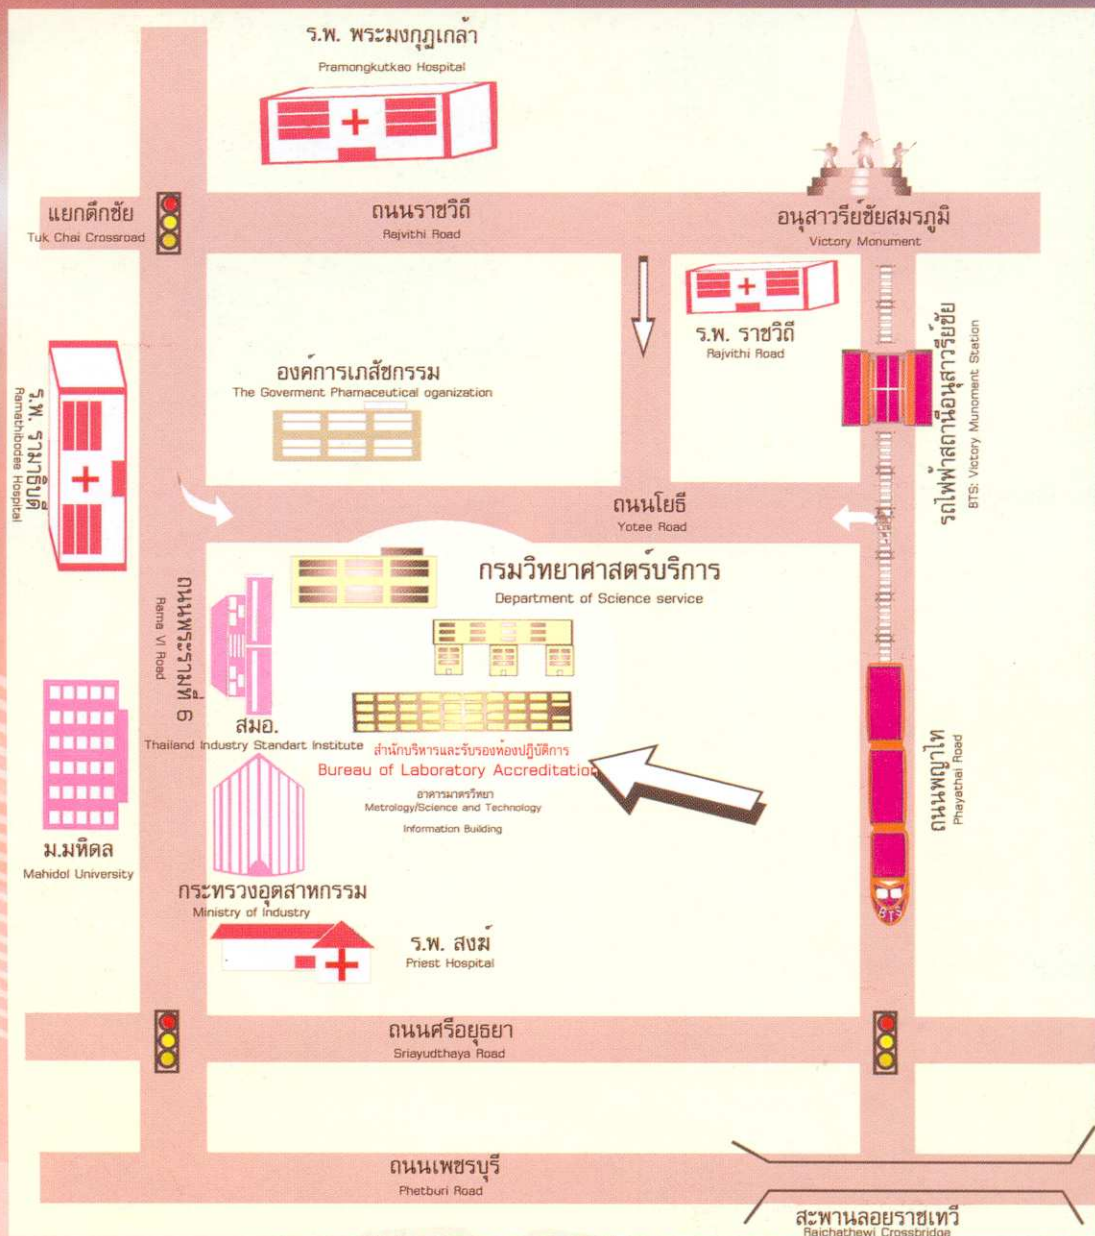 ร.พ. พระมงกุฎเกล้า
Pramongkutkao Hospital
แยกตึกชัย
Tuk Chai Crossroad
ถนนราชวิถี
Rajvithi Road
อนุสาวรีย์ชัยสมรภูมิ
Victory Monument
ร.พ. ราชวิถี
Rajvithi Road
รถไฟฟ้าสถานีอนุสาวรีย์ชัย
BTS: Victory Munoment Station
องค์การเภสัชกรรม
The Goverment Phamaceutical oganization
ร.พ. รามาธิบดี
Ramathibodee Hospital
ถนนโยธี
Yotee Road
กรมวิทยาศาสตร์บริการ
Department of Science service
ถนนพระรามที่ 6
Rama VI Road
สมอ.
Thailand Industry Standart Institute
สำนักบริหารและรับรองห้องปฏิบัติการ
Bureau of Laboratory Accreditation
อาคารมาตรวิทยา
Metrology/Science and Technology
Information Building
ถนนพญาไท
Phayathai Road
BTS
ม.มหิดล
Mahidol University
กระทรวงอุตสาหกรรม
Ministry of Industry
ร.พ. สงฆ์
Priest Hospital
ถนนศรีอยุธยา
Sriayudthaya Road
ถนนเพชรบุรี
Phetburi Road
สะพานลอยราชเทวี
Rajchathewi Crossbridge